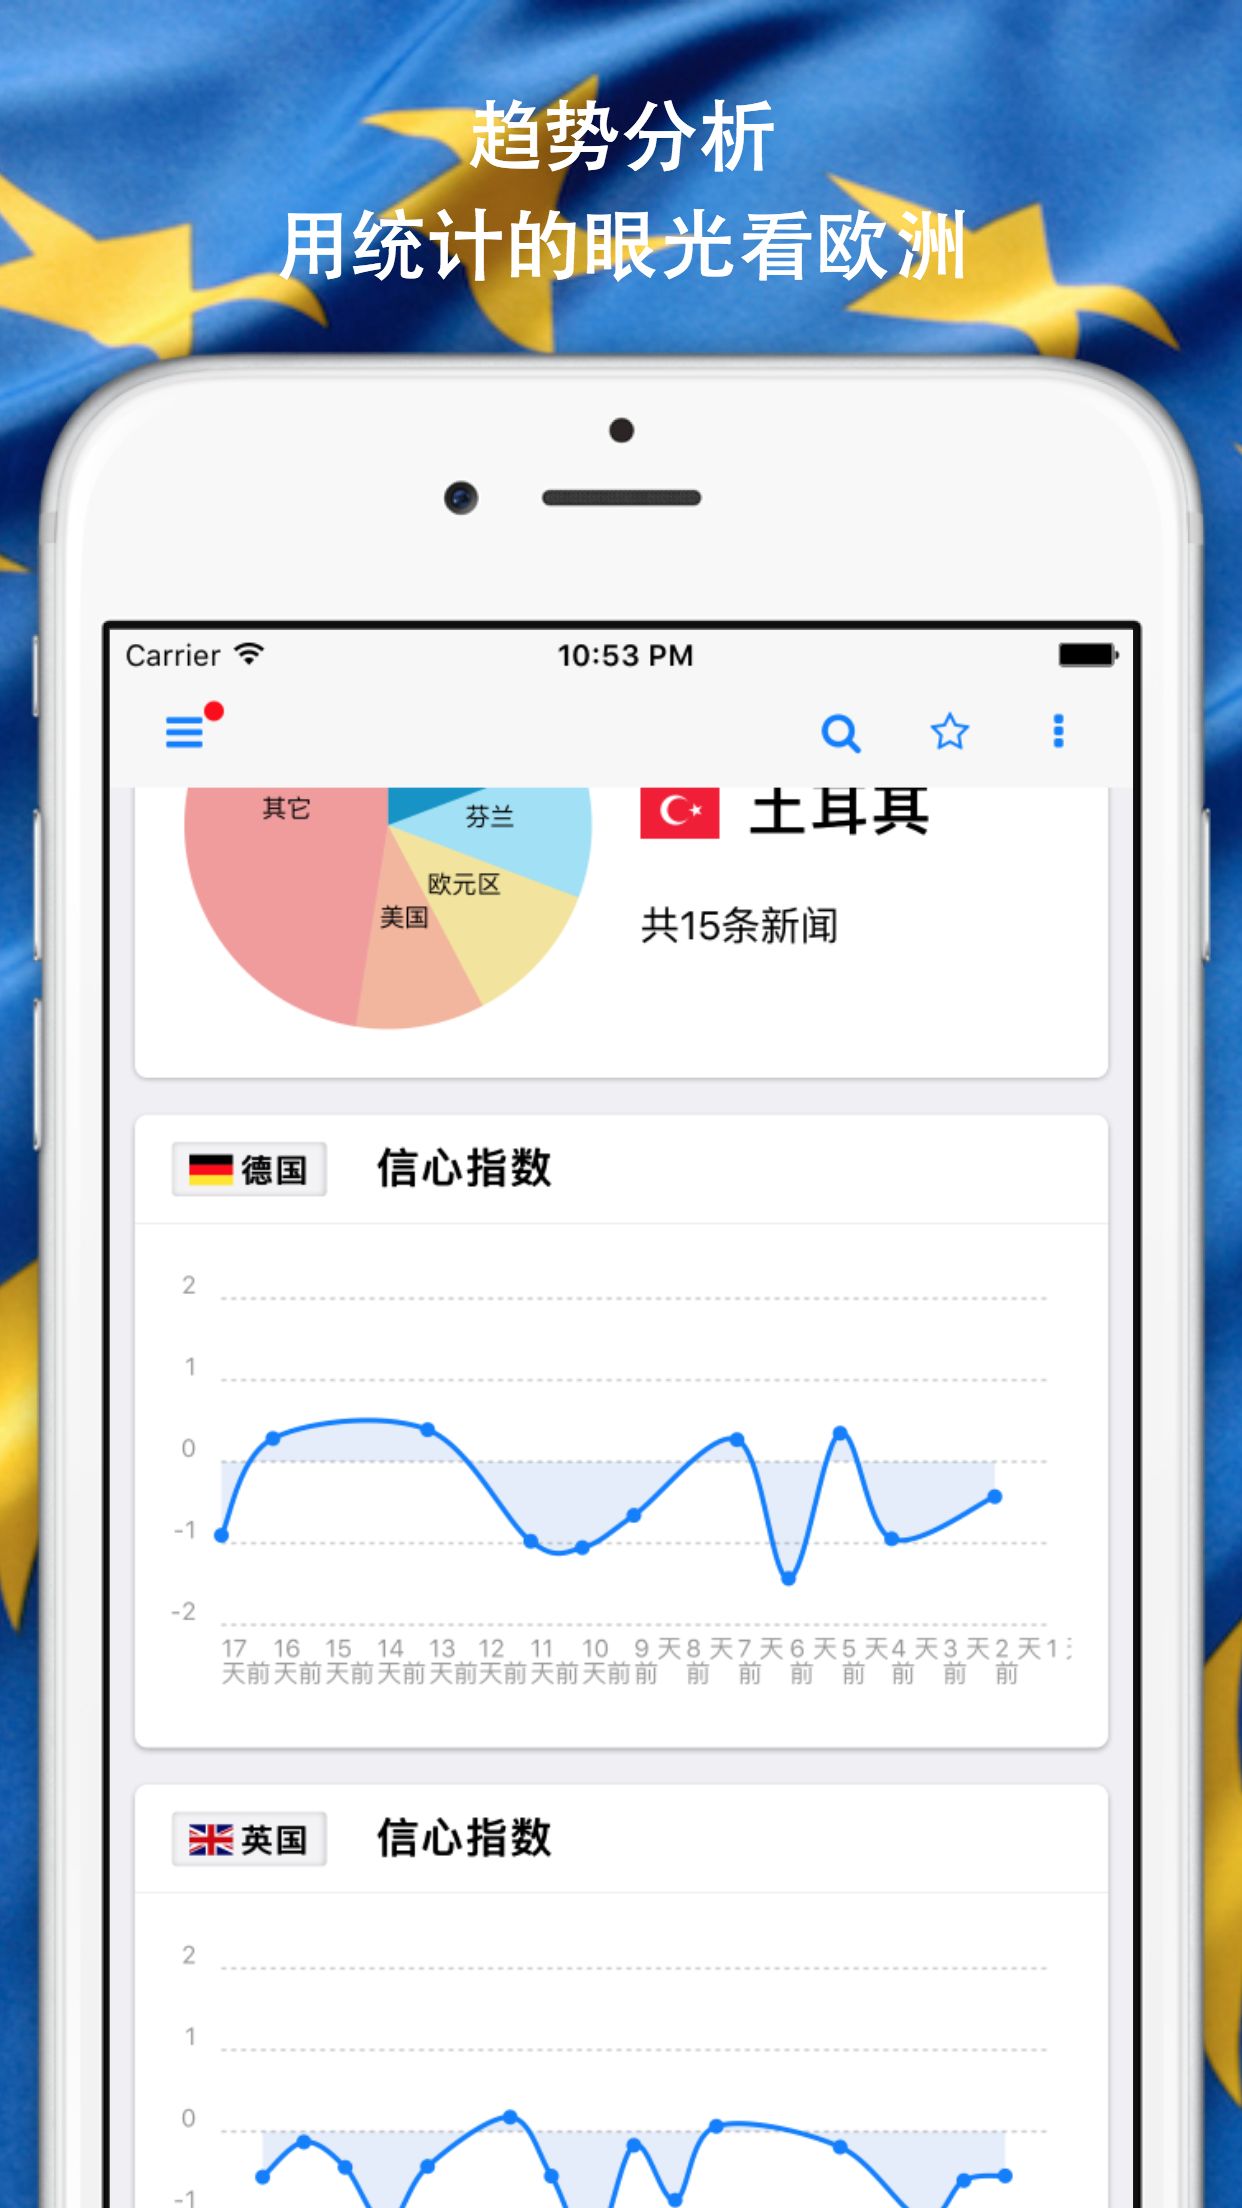 趋势分析
用统计的眼光看欧洲
Carrier 10:53 PM
其它
芬兰
欧元区
美国
土耳其
共15条新闻
德国 信心指数
2
1
0
-1
-2
17天前 16天前 15天前 14天前 13天前 12天前 11天前 10天前 9天前 8天前 7天前 6天前 5天前 4天前 3天前 2天前 1
英国 信心指数
2
1
0
-1